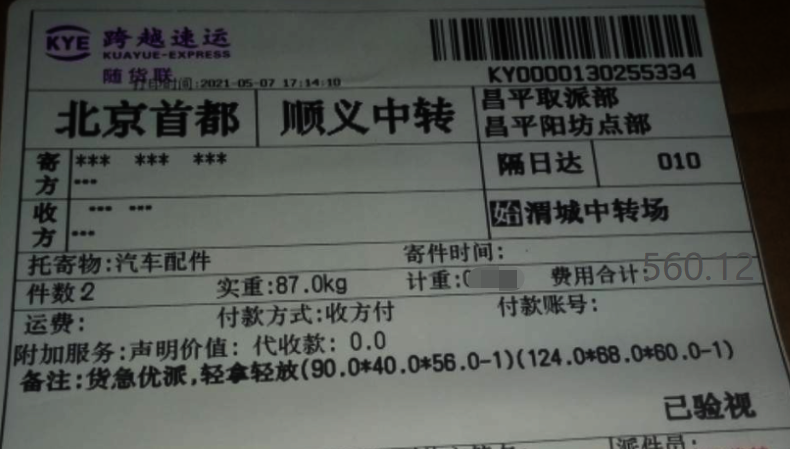 KYE 跨越速运
KUAYUE-EXPRESS
随货联
打印时间:2021-05-07 17:14:10
KY0000130255334
北京首都 顺义中转
昌平取派部
昌平阳坊点部
寄方 *** *** ***
***
隔日达 010
收方 *** ***
***
始 渭城中转场
托寄物:汽车配件 寄件时间:
件数2 实重:87.0kg 计重: 费用合计:560.12
运费: 付款方式:收方付 付款账号:
附加服务:声明价值: 代收款: 0.0
备注:货急优派,轻拿轻放(90.0*40.0*56.0-1)(124.0*68.0*60.0-1)
已验视
派件员: